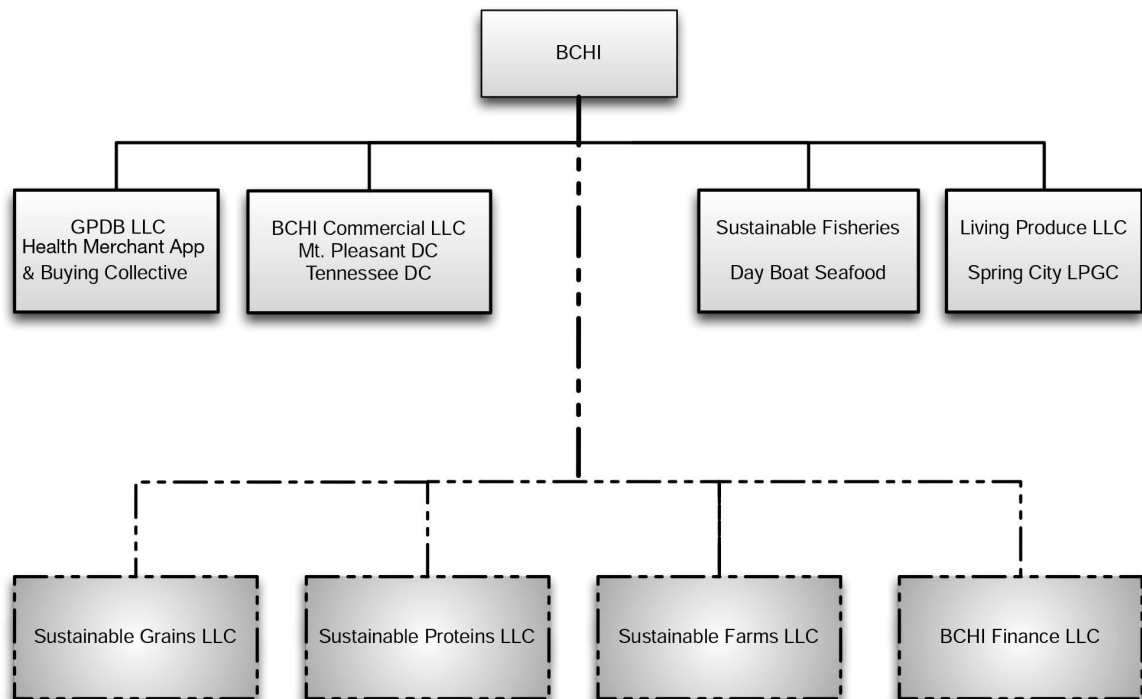 BCHI
GPDB LLC
Health Merchant App
& Buying Collective
BCHI Commercial LLC
Mt. Pleasant DC
Tennessee DC
Sustainable Fisheries
Day Boat Seafood
Living Produce LLC
Spring City LPGC
Sustainable Grains LLC
Sustainable Proteins LLC
Sustainable Farms LLC
BCHI Finance LLC